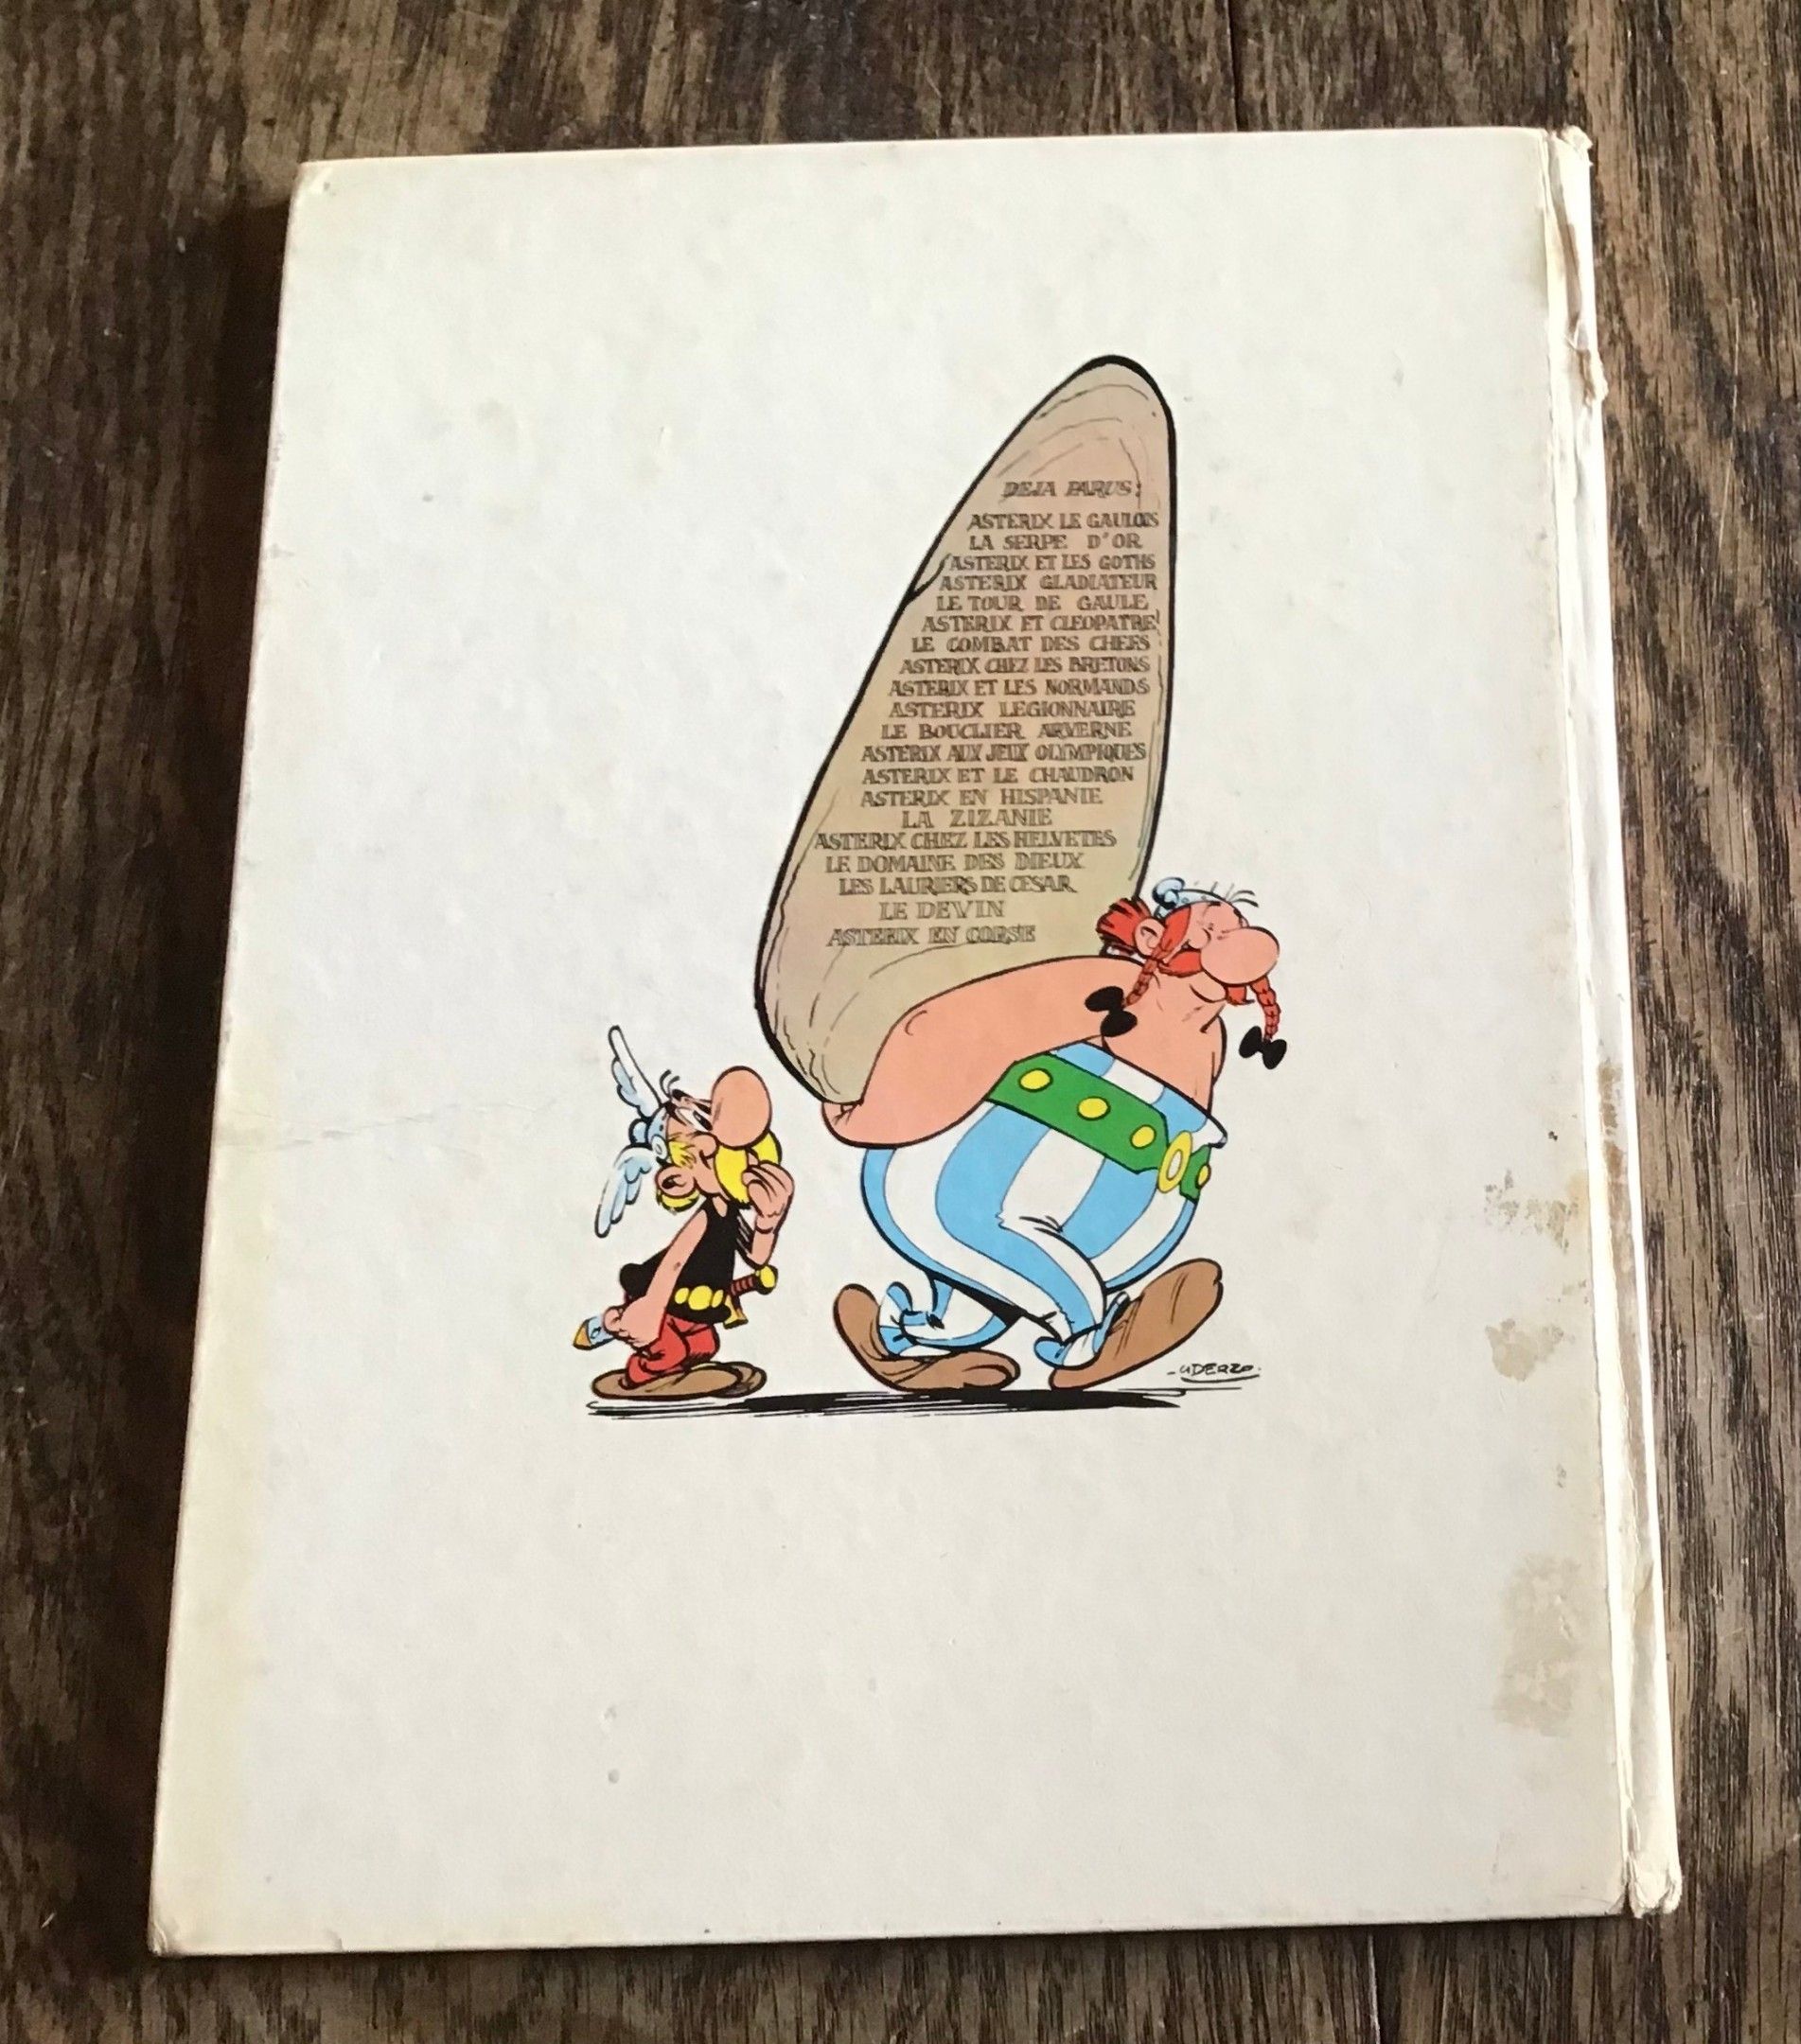 DEJA PARUS:
ASTERIX LE GAULOIS
LA SERPE D'OR
ASTERIX ET LES GOTHS
ASTERIX GLADIATEUR
LE TOUR DE GAULE
ASTERIX ET CLEOPATRE
LE COMBAT DES CHEFS
ASTERIX CHEZ LES BRETONS
ASTERIX ET LES NORMANDS
ASTERIX LEGIONNAIRE
LE BOUCLIER ARVERNE
ASTERIX AUX JEUX OLYMPIQUES
ASTERIX ET LE CHAUDRON
ASTERIX EN HISPANIE
LA ZIZANIE
ASTERIX CHEZ LES HELVETES
LE DOMAINE DES DIEUX
LES LAURIERS DE CESAR
LE DEVIN
ASTERIX EN CORSE
UDERZO